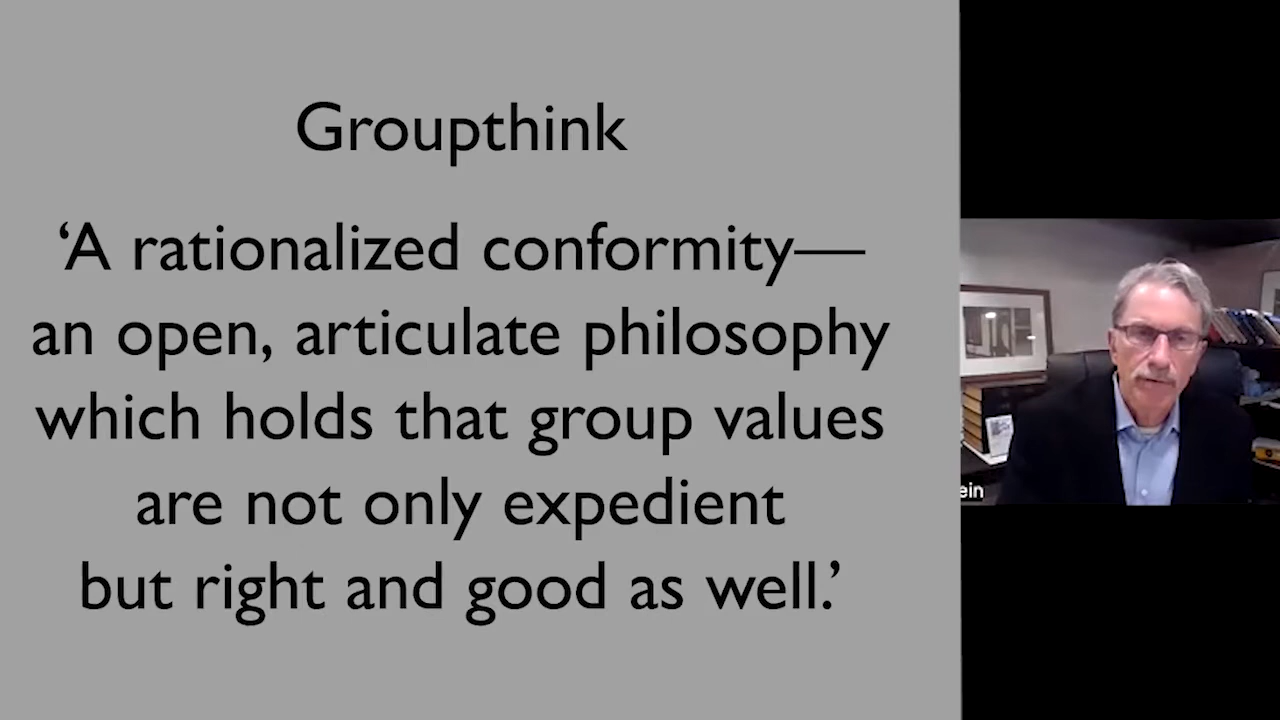 Groupthink
‘A rationalized conformity—
an open, articulate philosophy
which holds that group values
are not only expedient
but right and good as well.’
ein